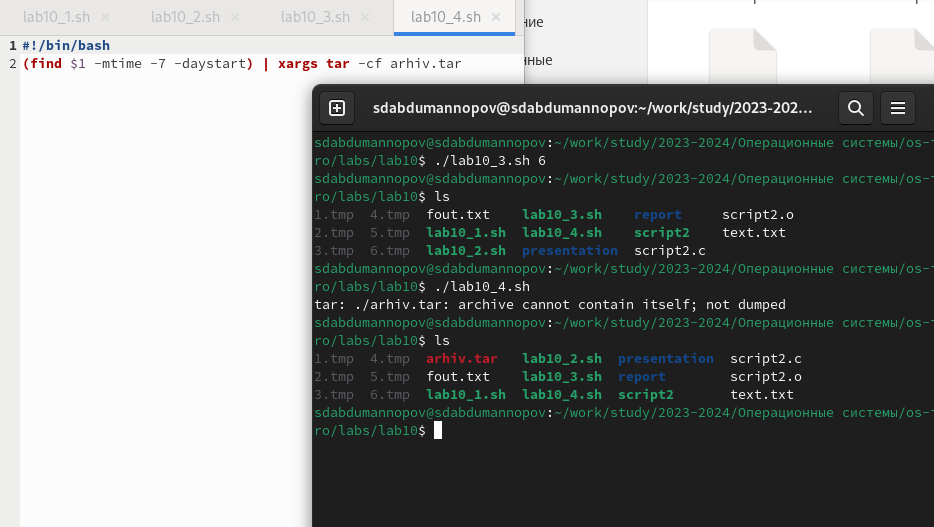 lab10_1.sh × lab10_2.sh × lab10_3.sh × lab10_4.sh ×
1 #!/bin/bash
2 (find $1 -mtime -7 -daystart) | xargs tar -cf arhiv.tar
sdabdumannopov@sdabdumannopov:~/work/study/2023-202...
sdabdumannopov@sdabdumannopov:~/work/study/2023-2024/Операционные системы/os-
ro/labs/lab10$ ./lab10_3.sh 6
sdabdumannopov@sdabdumannopov:~/work/study/2023-2024/Операционные системы/os-
ro/labs/lab10$ ls
1.tmp 4.tmp fout.txt lab10_3.sh report script2.o
2.tmp 5.tmp lab10_1.sh lab10_4.sh script2 text.txt
3.tmp 6.tmp lab10_2.sh presentation script2.c
sdabdumannopov@sdabdumannopov:~/work/study/2023-2024/Операционные системы/os-
ro/labs/lab10$ ./lab10_4.sh
tar: ./arhiv.tar: archive cannot contain itself; not dumped
sdabdumannopov@sdabdumannopov:~/work/study/2023-2024/Операционные системы/os-
ro/labs/lab10$ ls
1.tmp 4.tmp arhiv.tar lab10_2.sh presentation script2.c
2.tmp 5.tmp fout.txt lab10_3.sh report script2.o
3.tmp 6.tmp lab10_1.sh lab10_4.sh script2 text.txt
sdabdumannopov@sdabdumannopov:~/work/study/2023-2024/Операционные системы/os-
ro/labs/lab10$